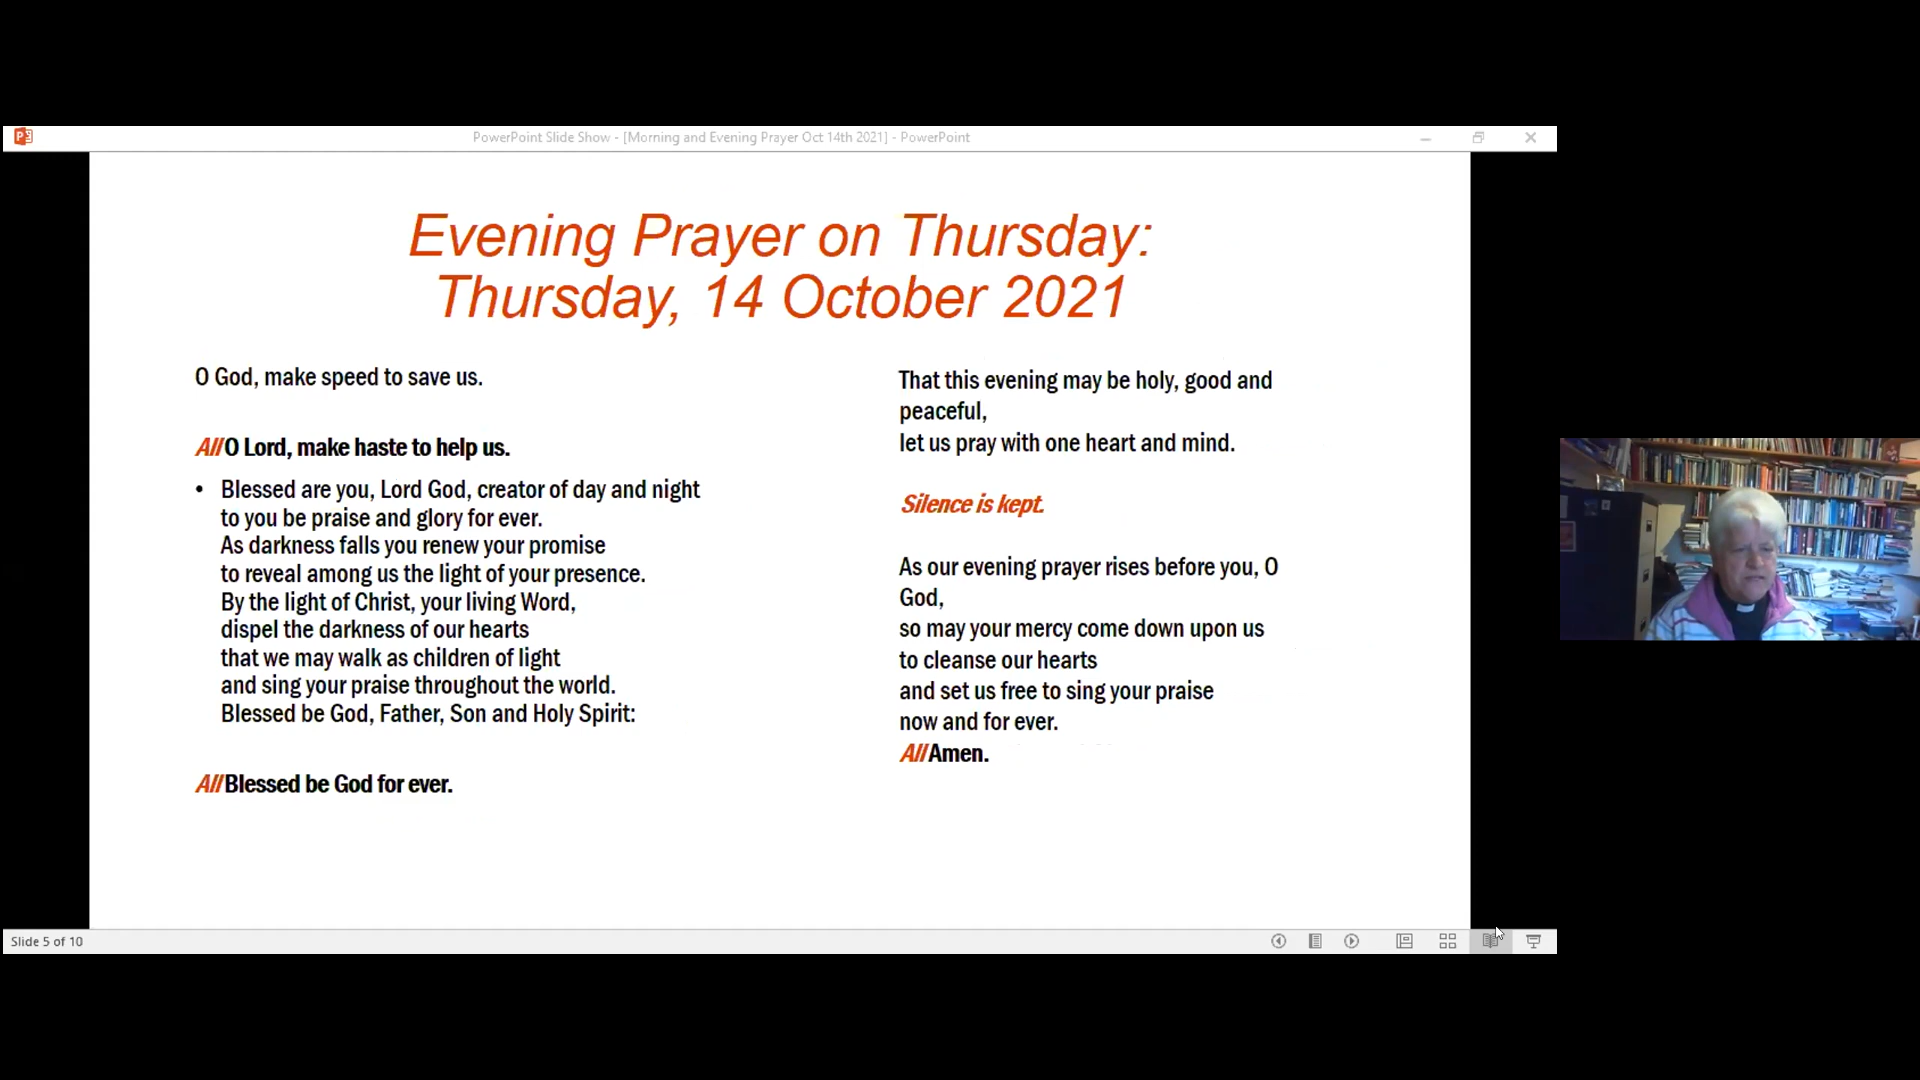 PowerPoint Slide Show - [Morning and Evening Prayer Oct 14th 2021] - PowerPoint
Evening Prayer on Thursday:
Thursday, 14 October 2021
O God, make speed to save us.
All O Lord, make haste to help us.
• Blessed are you, Lord God, creator of day and night
to you be praise and glory for ever.
As darkness falls you renew your promise
to reveal among us the light of your presence.
By the light of Christ, your living Word,
dispel the darkness of our hearts
that we may walk as children of light
and sing your praise throughout the world.
Blessed be God, Father, Son and Holy Spirit:
All Blessed be God for ever.
That this evening may be holy, good and
peaceful,
let us pray with one heart and mind.
Silence is kept.
As our evening prayer rises before you, O
God,
so may your mercy come down upon us
to cleanse our hearts
and set us free to sing your praise
now and for ever.
All Amen.
Slide 5 of 10